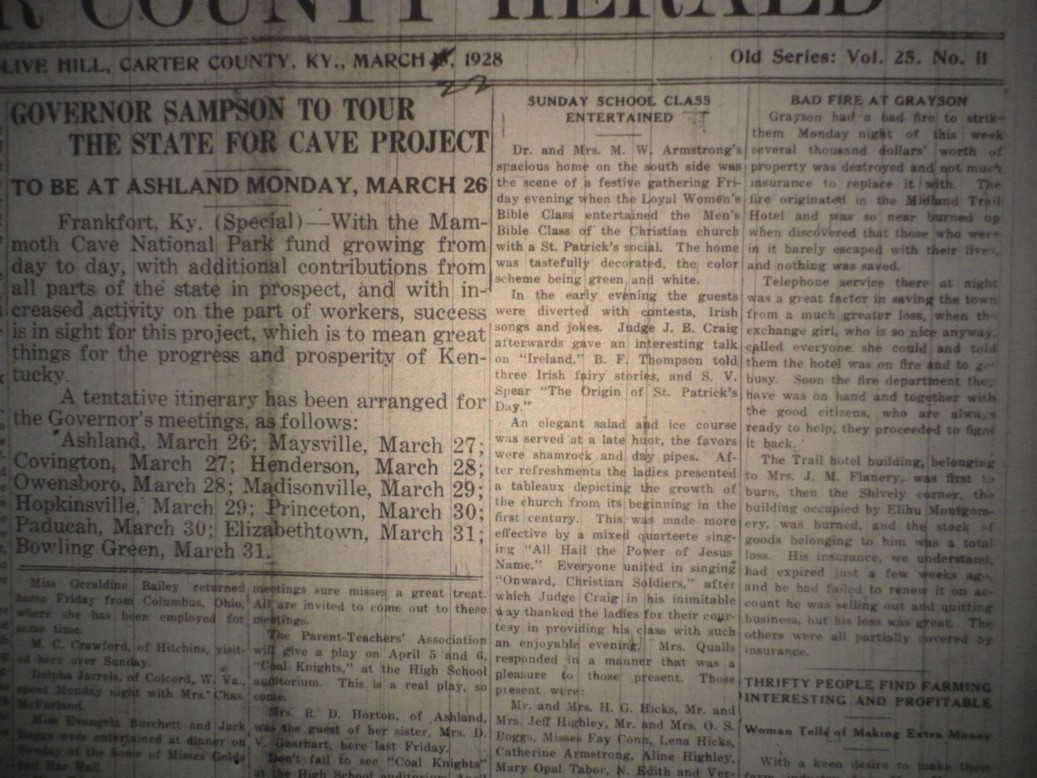 R COUNTY HERALD
LIVE HILL, CARTER COUNTY, KY., MARCH 1928
22
Old Series: Vol. 25. No. II
GOVERNOR SAMPSON TO TOUR
THE STATE FOR CAVE PROJECT
TO BE AT ASHLAND MONDAY, MARCH 26
Frankfort, Ky. (Special)—With the Mam-
moth Cave National Park fund growing from
day to day, with additional contributions from
all parts of the state in prospect, and with in-
creased activity on the part of workers, success
is in sight for this project, which is to mean great
things for the progress and prosperity of Ken-
tucky.
A tentative itinerary has been arranged for
the Governor's meetings, as follows:
Ashland, March 26; Maysville, March 27;
Covington, March 27; Henderson, March 28;
Owensboro, March 28; Madisonville, March 29;
Hopkinsville, March 29; Princeton, March 30;
Paducah, March 30; Elizabethtown, March 31;
Bowling Green, March 31.
Miss Geraldine Bailey returned
home Friday from Columbus, Ohio,
where she has been employed for
some time.
M. C. Crawford, of Hitchins, visit-
ed here over Sunday.
Delpha Jarrels, of Colcord, W. Va.,
spent Monday night with Mrs. Chas.
McFarland.
Miss Evangela Burchett and Jack
Boggs were entertained at dinner on
Sunday at the home of Misses Golda
and Hall.
meetings sure misses a great treat.
All are invited to come out to these
meetings.
The Parent-Teachers' Association
will give a play on April 5 and 6,
"Coal Knights," at the High School
auditorium. This is a real play, so
come.
Mrs. R. D. Horton, of Ashland,
was the guest of her sister, Mrs. D.
V. Gearhart, here last Friday.
Don't fail to see "Coal Knights"
at the High School auditorium April
SUNDAY SCHOOL CLASS
ENTERTAINED
Dr. and Mrs. M. W. Armstrong's
spacious home on the south side was
the scene of a festive gathering Fri-
day evening when the Loyal Women's
Bible Class entertained the Men's
Bible Class of the Christian church
with a St. Patrick's social. The home
was tastefully decorated, the color
scheme being green and white.
In the early evening the guests
were diverted with contests, Irish
songs and jokes. Judge J. B. Craig
afterwards gave an interesting talk
on "Ireland," B. F. Thompson told
three Irish fairy stories, and S. V.
Spear "The Origin of St. Patrick's
Day."
An elegant salad and ice course
was served at a late huor, the favors
were shamrock and day pipes. Af-
ter refreshments the ladies presented
a tableaux depicting the growth of
the church from its beginning in the
first century. This was made more
effective by a mixed quarteete sing-
ing "All Hail the Power of Jesus
Name." Everyone united in singing
"Onward, Christian Soldiers," after
which Judge Craig in his inimitable
way thanked the ladies for their cour-
tesy in providing his class with such
an enjoyable evening. Mrs. Qualls
responded in a manner that was a
pleasure to those present. Those
present were:
Mr. and Mrs. H. G. Hicks, Mr. and
Mrs. Jeff Highley, Mr. and Mrs. O. S.
Boggs, Misses Fay Conn, Lena Hicks,
Catherine Armstrong, Aline Highley,
Mary Opal Tabor, N. Edith and Ver-
BAD FIRE AT GRAYSON
Grayson had a bad fire to strike
them Monday night of this week
several thousand dollars' worth of
property was destroyed and not much
insurance to replace it with. The
fire originated in the Midland Trail
Hotel and was so near burned up
when discovered that those who were
in it barely escaped with their lives,
and nothing was saved.
Telephone service there at night
was a great factor in saving the town
from a much greater loss, when the
exchange girl, who is so nice anyway,
called everyone she could and told
them the hotel was on fire and to get
busy. Soon the fire department they
have was on hand and together with
the good citizens, who are always
ready to help, they proceeded to fight
it back.
The Trail hotel building, belonging
to Mrs. J. M. Flanery, was first to
burn, then the Shively corner, the
building occupied by Elihu Montgom-
ery, was burned, and the stock of
goods belonging to him was a total
loss. His insurance, we understand,
had expired just a few weeks ago,
and he had failed to renew it on ac-
count he was selling out and quitting
business, but his loss was great. The
others were all partially covered by
insurance.
THRIFTY PEOPLE FIND FARMING
INTERESTING AND PROFITABLE
Woman Tells of Making Extra Money
With a keen desire to make their